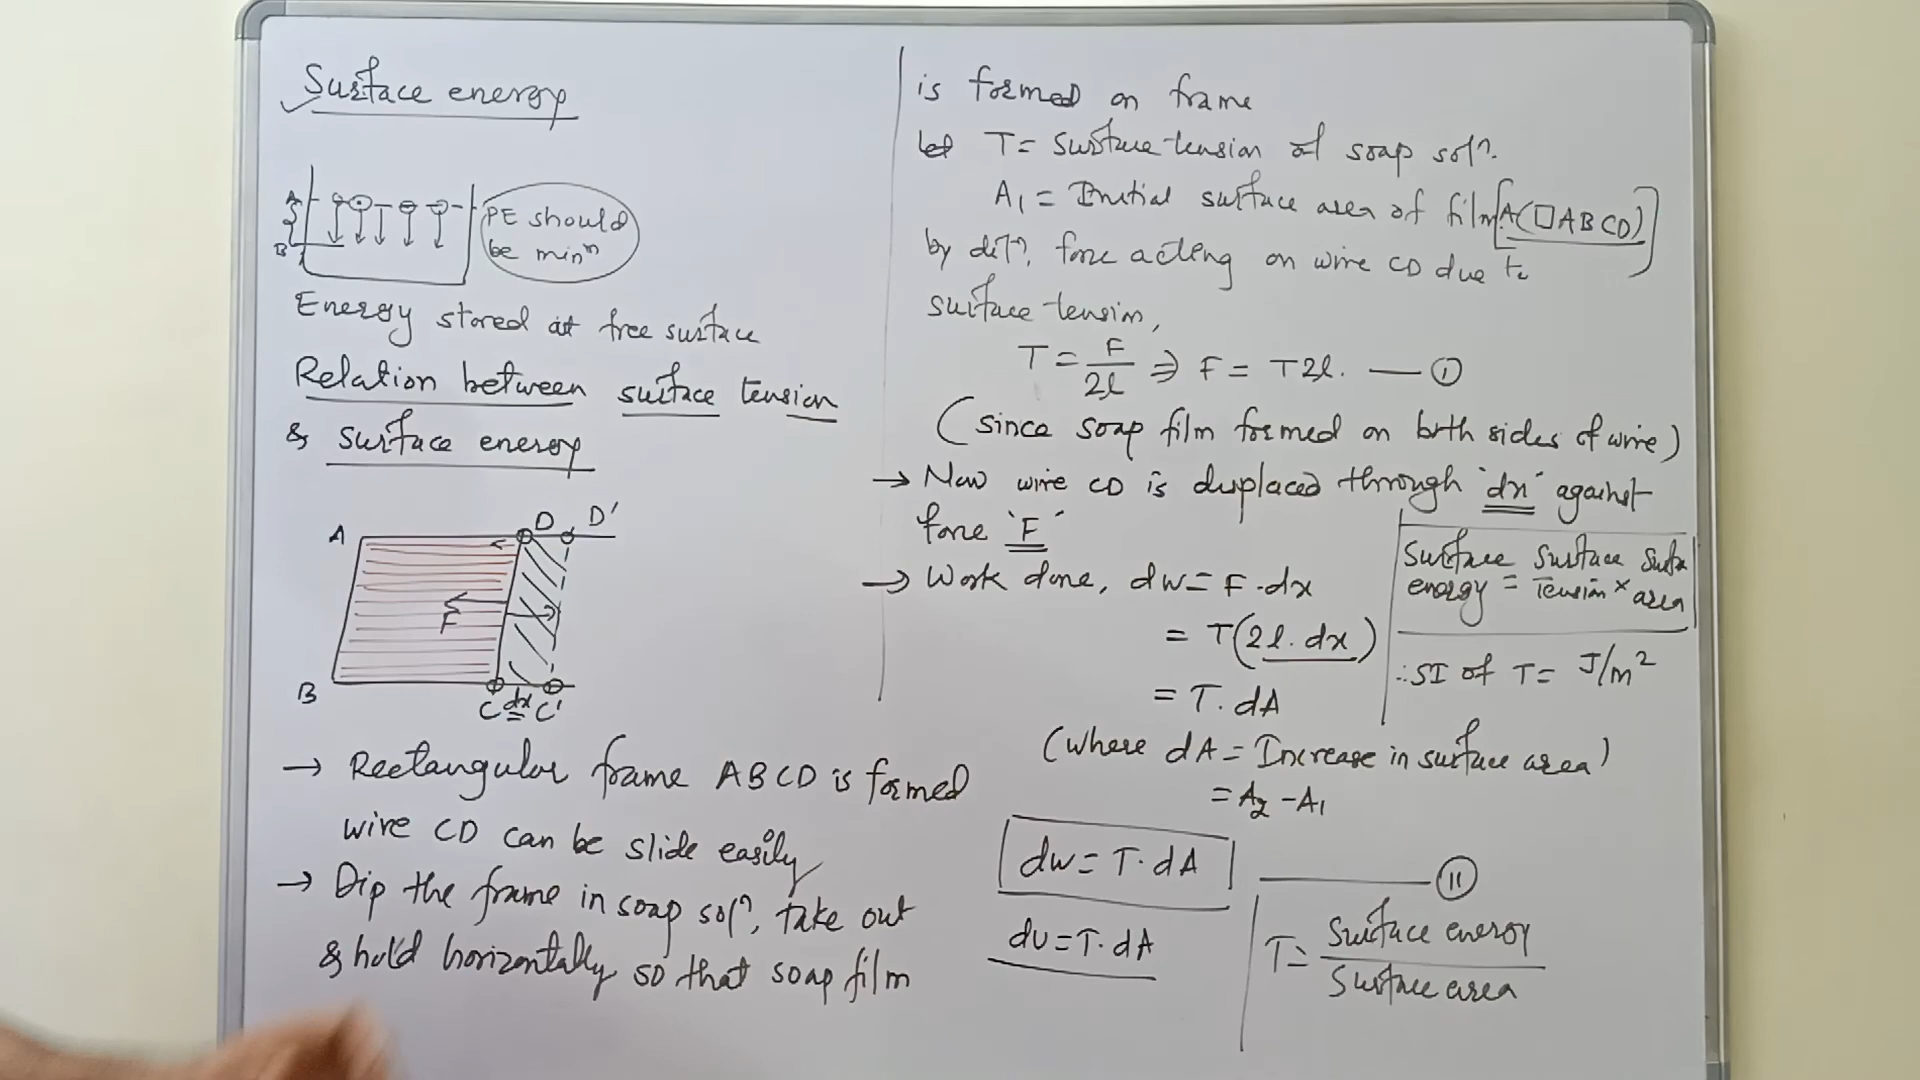 Surface energy
A
B
PE should
be minⁿ
Energy stored at free surface
Relation between surface tension
& surface energy
A D D'
F
B C dx C'
→ Rectangular frame ABCD is formed
wire CD can be slide easily
→ Dip the frame in soap solⁿ, take out
& hold horizontally so that soap film
is formed on frame
let T = surface tension of soap solⁿ.
A₁ = Initial surface area of film [A(□ABCD)]
by defⁿ, force acting on wire CD due to
surface tension,
T = F/2l ⇒ F = T2l. — (I)
(since soap film formed on both sides of wire)
→ Now wire CD is displaced through 'dx' against
force 'F'
→ Work done, dw = F.dx
= T(2l.dx)
= T.dA
(where dA = Increase in surface area)
= A₂ - A₁
dw = T.dA — (II)
du = T.dA
Surface Surface
energy = Tension × area
∴ SI of T = J/m²
T = Surface energy / Surface area